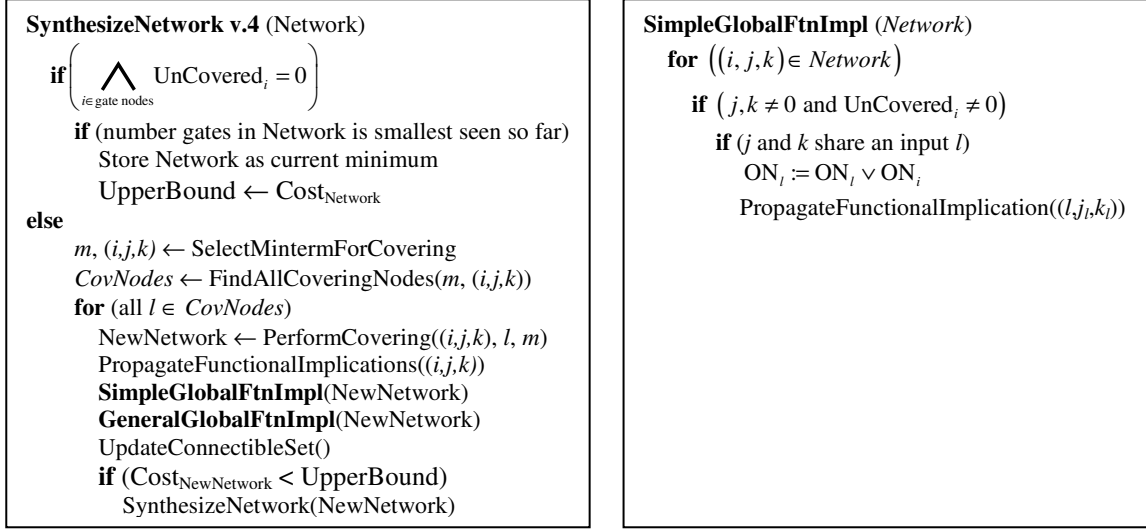 SynthesizeNetwork v.4 (Network)
if ( ⋀ i∈gate nodes UnCovered_i = 0 )
if (number gates in Network is smallest seen so far)
Store Network as current minimum
UpperBound ← Cost_Network
else
m, (i,j,k) ← SelectMintermForCovering
CovNodes ← FindAllCoveringNodes(m, (i,j,k))
for (all l ∈ CovNodes)
NewNetwork ← PerformCovering((i,j,k), l, m)
PropagateFunctionalImplications((i,j,k))
SimpleGlobalFtnImpl(NewNetwork)
GeneralGlobalFtnImpl(NewNetwork)
UpdateConnectibleSet()
if (Cost_NewNetwork < UpperBound)
SynthesizeNetwork(NewNetwork)
SimpleGlobalFtnImpl (Network)
for ((i, j,k)∈ Network)
if ( j,k ≠ 0 and UnCovered_i ≠ 0)
if (j and k share an input l)
ON_l := ON_l ∨ ON_i
PropagateFunctionalImplication((l,j_l,k_l))